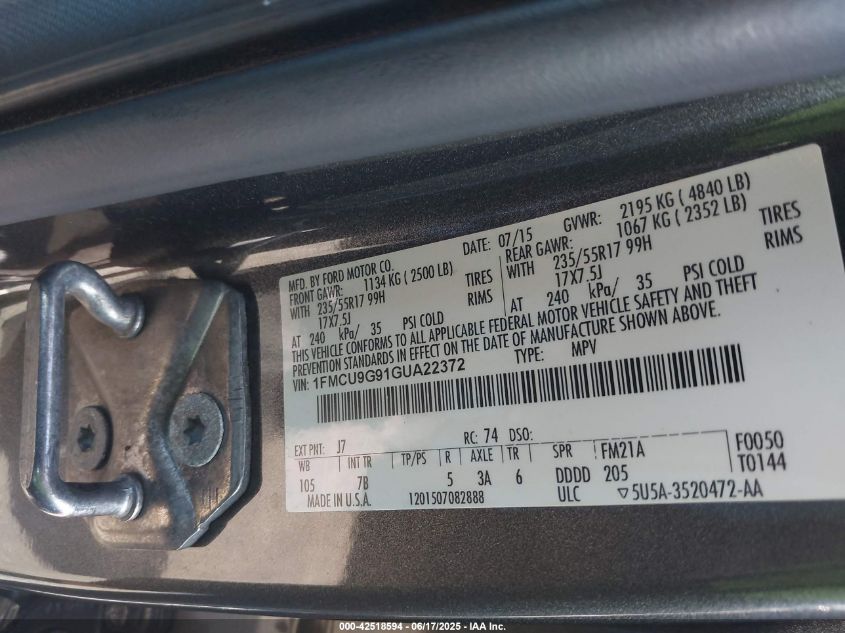 MFD. BY FORD MOTOR CO.
DATE: 07/15 GVWR: 2195 KG ( 4840 LB)
FRONT GAWR: 1134 KG ( 2500 LB) REAR GAWR: 1067 KG ( 2352 LB)
WITH 235/55R17 99H TIRES WITH 235/55R17 99H TIRES
17X7.5J RIMS 17X7.5J RIMS
AT 240 kPa/ 35 PSI COLD AT 240 kPa/ 35 PSI COLD
THIS VEHICLE CONFORMS TO ALL APPLICABLE FEDERAL MOTOR VEHICLE SAFETY AND THEFT
PREVENTION STANDARDS IN EFFECT ON THE DATE OF MANUFACTURE SHOWN ABOVE.
VIN: 1FMCU9G91GUA22372 TYPE: MPV
EXT PNT: J7 RC: 74 DSO: F0050
WB INT TR TP/PS R AXLE TR SPR FM21A T0144
105 7B 5 3A 6 DDDD 205
MADE IN U.S.A. 1201507082888 ULC ▽5U5A-3520472-AA
000-42518594 - 06/17/2025 - IAA Inc.